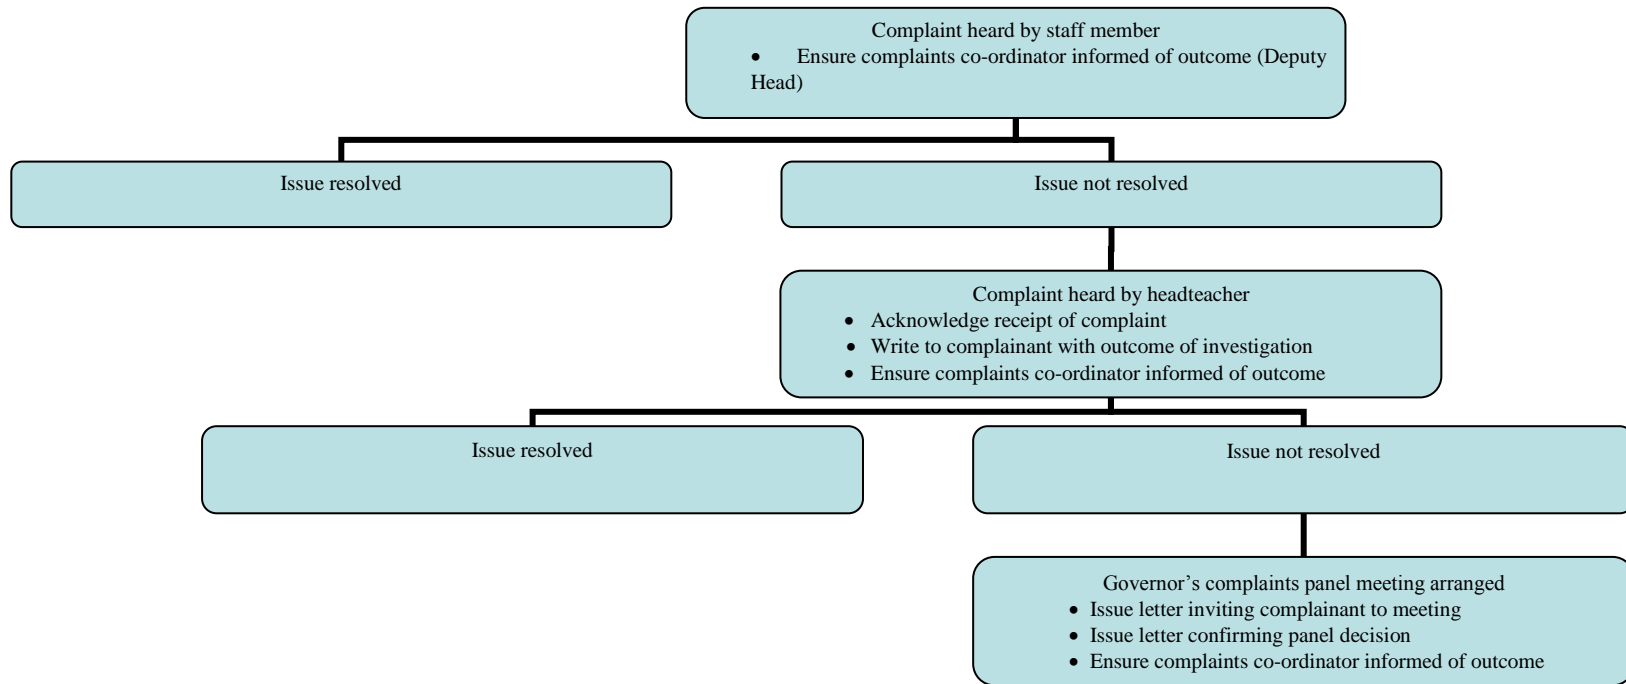 Complaint heard by staff member
• Ensure complaints co-ordinator informed of outcome (Deputy
Head)
Issue resolved
Issue not resolved
Complaint heard by headteacher
• Acknowledge receipt of complaint
• Write to complainant with outcome of investigation
• Ensure complaints co-ordinator informed of outcome
Issue resolved
Issue not resolved
Governor’s complaints panel meeting arranged
• Issue letter inviting complainant to meeting
• Issue letter confirming panel decision
• Ensure complaints co-ordinator informed of outcome